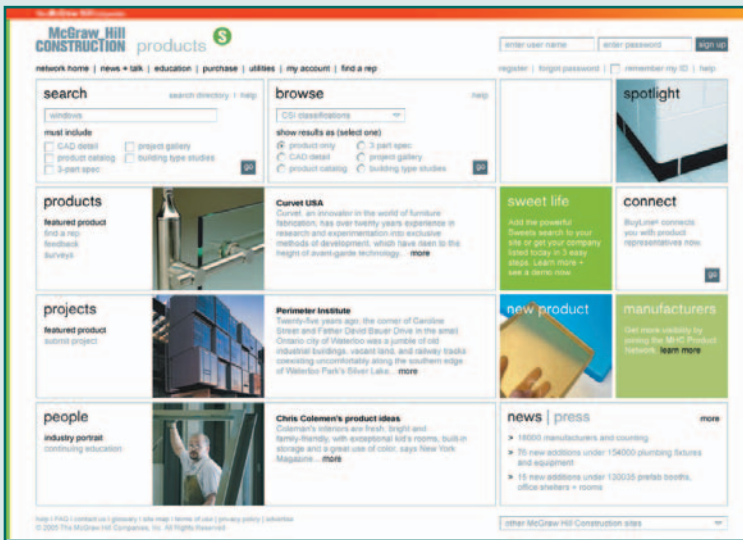 McGraw Hill
CONSTRUCTION products S
enter user name enter password sign up
network home | news + talk | education | purchase | utilities | my account | find a rep
register | forgot password | remember my ID | help
search
search directory | help
windows
must include
CAD detail project gallery
product catalog building type studies
3-part spec
go
browse
help
CSI classifications
show results as (select one)
product only 3 part spec
CAD detail project gallery
product catalog building type studies
go
spotlight
products
featured product
find a rep
feedback
surveys
Curvet USA
Curvet, an innovator in the world of furniture
fabrication, has over twenty years experience in
research and experimentation into exclusive
methods of development, which have deen to the
height of avant-garde technology... more
sweet life
Add the powerful
Sweets search to your
site or get your company
listed today in 3 easy
steps. Learn more +
see a demo now.
connect
BuyLine+ connects
you with product
representatives now.
go
projects
featured product
submit project
Perimeter Institute
Twenty-five years ago, the corner of Caroline
Street and Father David Bauer Drive in the small
Ontario city of Waterloo was a jumble of old
industrial buildings, vacant land, and railway tracks
coexisting uncomfortably along the southern edge
of Waterloo Park's Silver Lake... more
new product
manufacturers
Get more visibility by
joining the MHC Product
Network. learn more
people
industry portrait
continuing education
Chris Colemen's product ideas
Coleman's interiors are fresh, bright and
family-friendly, with exceptional kid's rooms, built-in
storage and a great use of color, says New York
Magazine... more
news | press more
» 16000 manufacturers and counting
» 76 new additions under 154000 plumbing fixtures
and equipment
» 15 new additions under 130035 prefab booths,
office shelters + rooms
help | FAQ | contact us | glossary | site map | terms of use | privacy policy | advertise
© 2005 The McGraw Hill Companies, Inc. All Rights Reserved
other McGraw Hill Construction sites